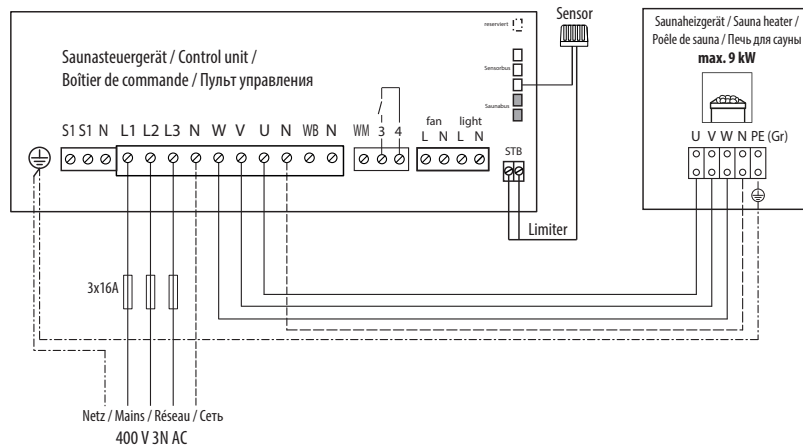 reserviert
Sensor
Saunasteuergerät / Control unit /
Boîtier de commande / Пульт управления
Sensorbus
Saunabus
Saunaheizgerät / Sauna heater /
Poêle de sauna / Печь для сауны
max. 9 kW
S1 S1 N L1 L2 L3 N W V U N WB N
WM 3 4
fan light
L N L N
STB
U V W N PE (Gr)
Limiter
3x16A
Netz / Mains / Réseau / Сеть
400 V 3N AC